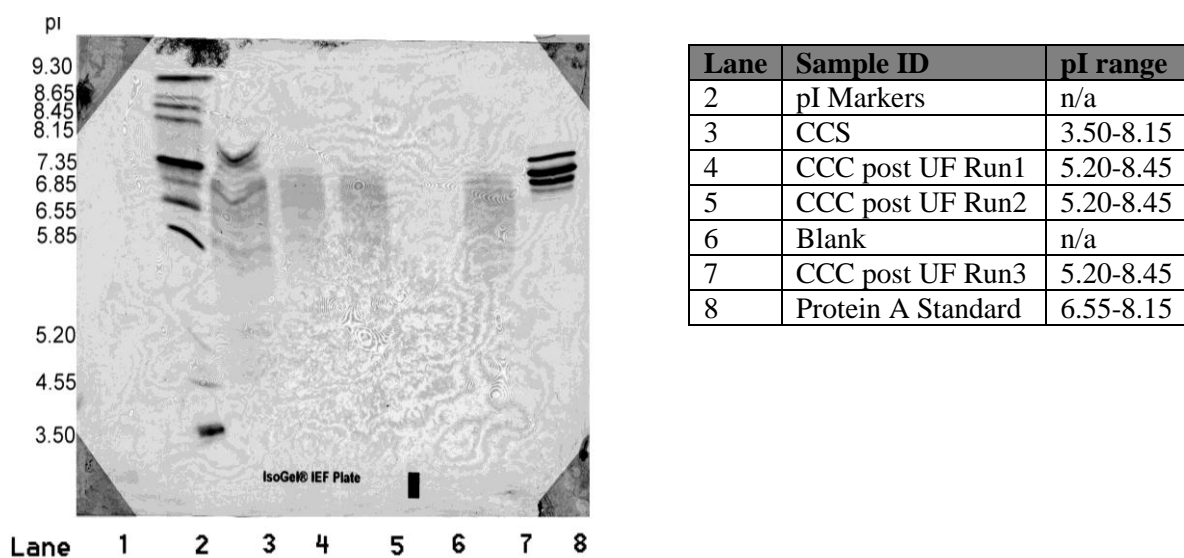 pI
9.30
8.65
8.45
8.15
7.35
6.85
6.55
5.85
5.20
4.55
3.50
IsoGel® IEF Plate
Lane 1 2 3 4 5 6 7 8
Lane Sample ID pI range
2 pI Markers n/a
3 CCS 3.50-8.15
4 CCC post UF Run1 5.20-8.45
5 CCC post UF Run2 5.20-8.45
6 Blank n/a
7 CCC post UF Run3 5.20-8.45
8 Protein A Standard 6.55-8.15